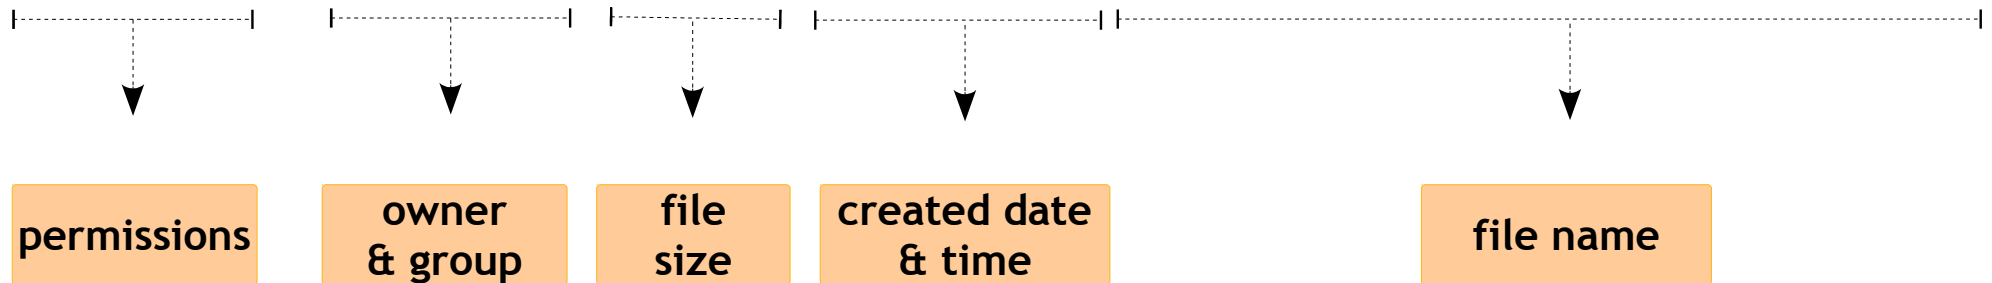 permissions
owner
& group
file
size
created date
& time
file name